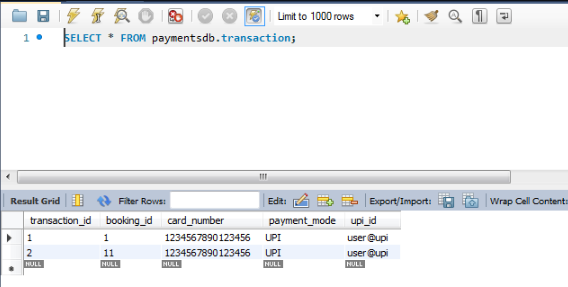 Limit to 1000 rows
1 SELECT * FROM paymentsdb.transaction;
Result Grid Filter Rows: Edit: Export/Import: Wrap Cell Content:
transaction_id booking_id card_number payment_mode upi_id
1 1 1234567890123456 UPI user@upi
2 11 1234567890123456 UPI user@upi
NULL NULL NULL NULL NULL